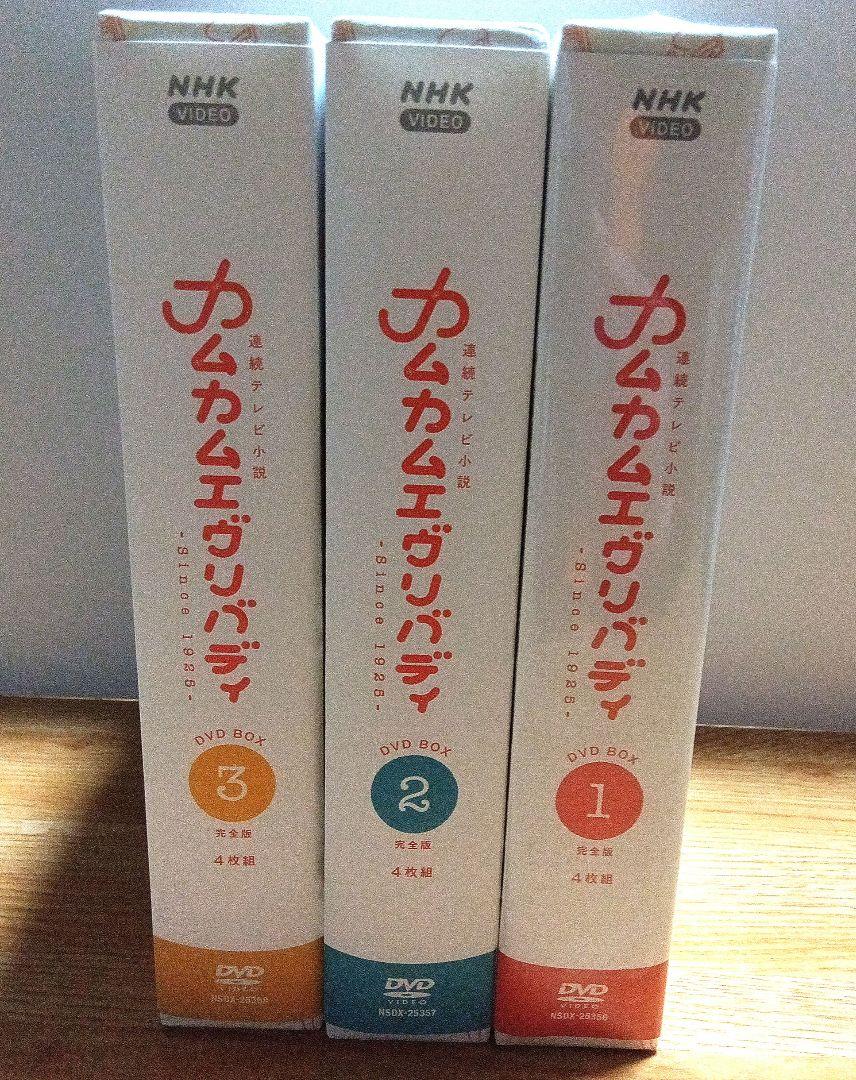 NHK
VIDEO
連続テレビ小説
カムカムエヴリバディ
-Since 1925-
DVD BOX
3
完全版
4枚組
DVD
VIDEO
NSDX-25358
NHK
VIDEO
連続テレビ小説
カムカムエヴリバディ
-Since 1925-
DVD BOX
2
完全版
4枚組
DVD
VIDEO
NSDX-25357
NHK
VIDEO
連続テレビ小説
カムカムエヴリバディ
-Since 1925-
DVD BOX
1
完全版
4枚組
DVD
VIDEO
NSDX-25356